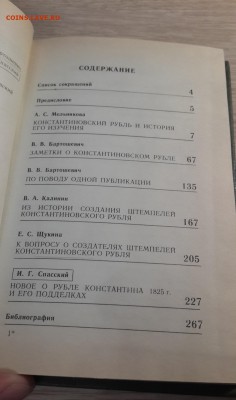 СОДЕРЖАНИЕ
Список сокращений 4
Предисловие 5
А. С. Мельникова
КОНСТАНТИНОВСКИЙ РУБЛЬ И ИСТОРИЯ
ЕГО ИЗУЧЕНИЯ 7
В. В. Бартошевич
ЗАМЕТКИ О КОНСТАНТИНОВСКОМ РУБЛЕ 67
В. В. Бартошевич
ПО ПОВОДУ ОДНОЙ ПУБЛИКАЦИИ 135
В. А. Калинин
ИЗ ИСТОРИИ СОЗДАНИЯ ШТЕМПЕЛЕЙ
КОНСТАНТИНОВСКОГО РУБЛЯ 167
Е. С. Щукина
К ВОПРОСУ О СОЗДАТЕЛЯХ ШТЕМПЕЛЕЙ
КОНСТАНТИНОВСКОГО РУБЛЯ 205
И. Г. Спасский
НОВОЕ О РУБЛЕ КОНСТАНТИНА 1825 г.
И ЕГО ПОДДЕЛКАХ 227
Библиография 267
1*